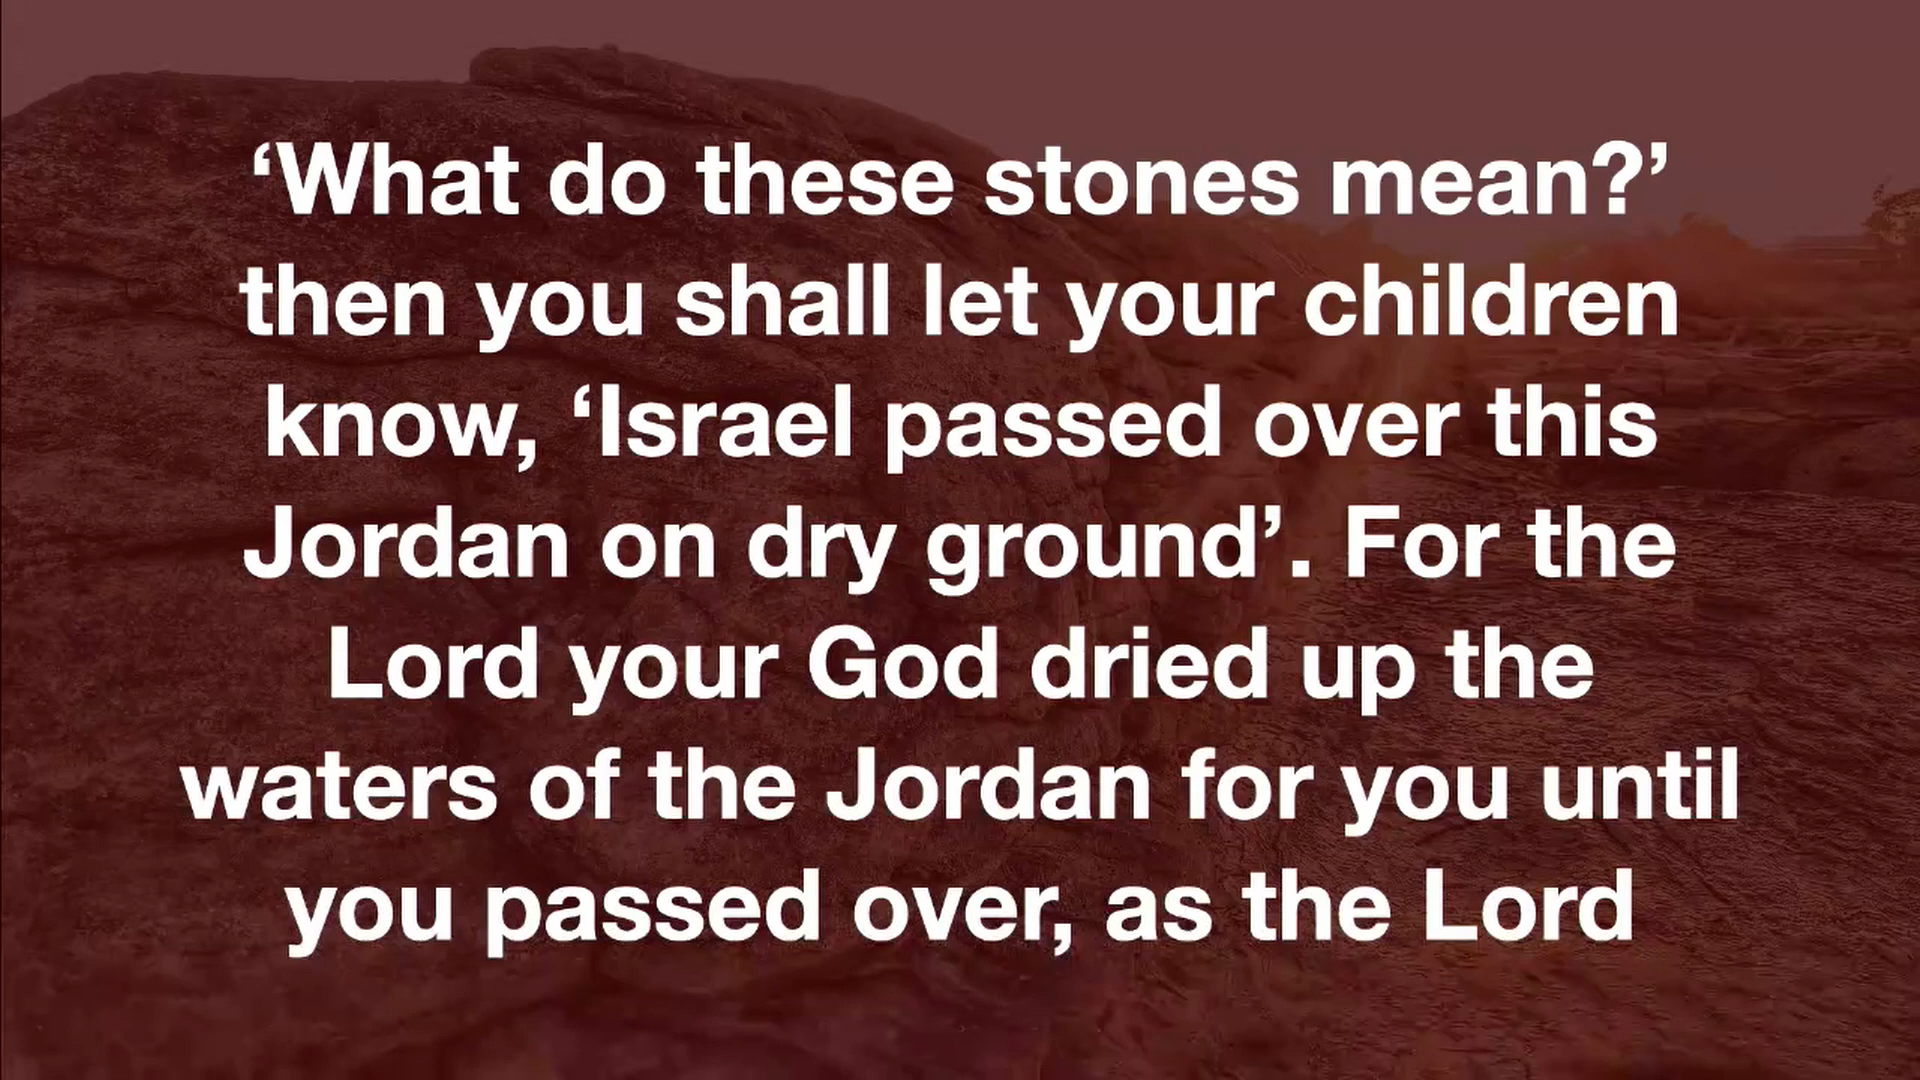 ‘What do these stones mean?’
then you shall let your children
know, ‘Israel passed over this
Jordan on dry ground’. For the
Lord your God dried up the
waters of the Jordan for you until
you passed over, as the Lord